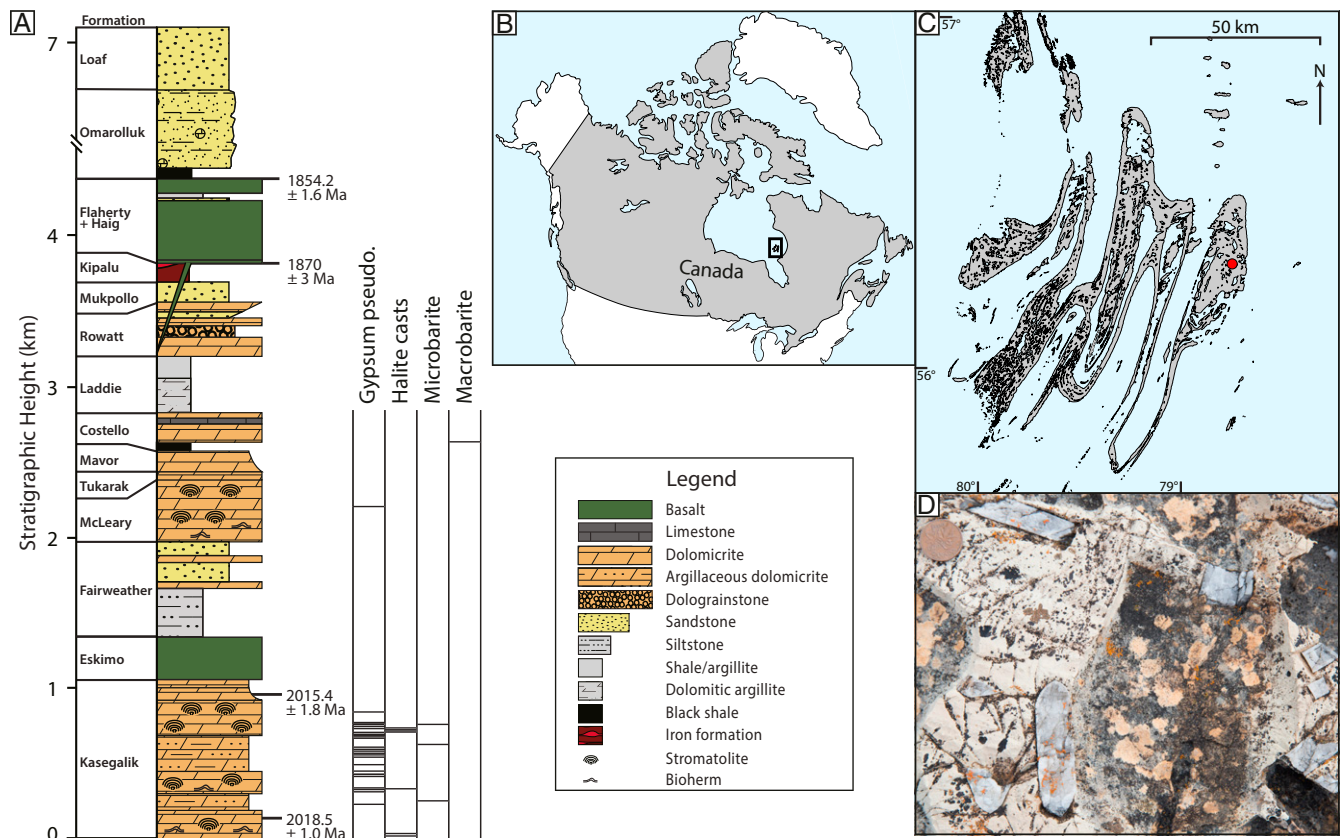 A
Formation
7
Loaf
Omarolluk
1854.2
± 1.6 Ma
Flaherty
+ Haig
4
Kipalu
1870
± 3 Ma
Mukpollo
Rowatt
Stratigraphic Height (km)
3
Laddie
Costello
Mavor
Tukarak
McLeary
2
Fairweather
Eskimo
1
2015.4
± 1.8 Ma
Kasegalik
2018.5
± 1.0 Ma
0
Gypsum pseudo.
Halite casts
Microbarite
Macrobarite
B
Canada
C
57°
50 km
N
56°
80°
79°
Legend
Basalt
Limestone
Dolomicrite
Argillaceous dolomicrite
Dolograinstone
Sandstone
Siltstone
Shale/argillite
Dolomitic argillite
Black shale
Iron formation
Stromatolite
Bioherm
D